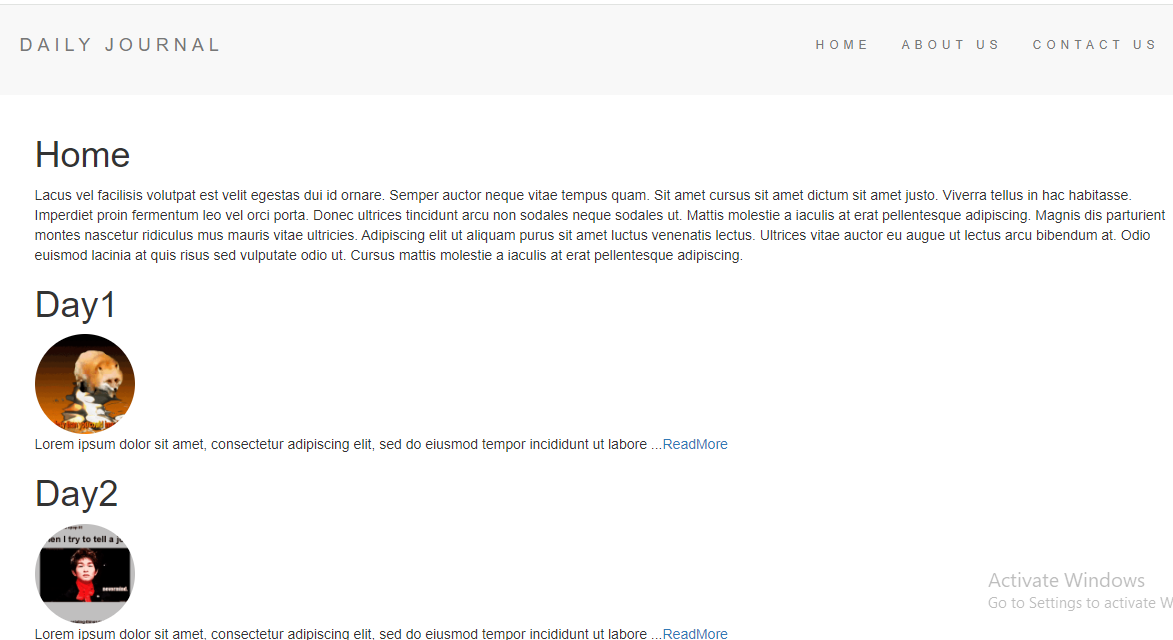 DAILY JOURNAL
HOME ABOUT US CONTACT US
Home
Lacus vel facilisis volutpat est velit egestas dui id ornare. Semper auctor neque vitae tempus quam. Sit amet cursus sit amet dictum sit amet justo. Viverra tellus in hac habitasse.
Imperdiet proin fermentum leo vel orci porta. Donec ultrices tincidunt arcu non sodales neque sodales ut. Mattis molestie a iaculis at erat pellentesque adipiscing. Magnis dis parturient
montes nascetur ridiculus mus mauris vitae ultricies. Adipiscing elit ut aliquam purus sit amet luctus venenatis lectus. Ultrices vitae auctor eu augue ut lectus arcu bibendum at. Odio
euismod lacinia at quis risus sed vulputate odio ut. Cursus mattis molestie a iaculis at erat pellentesque adipiscing.
Day1
Lorem ipsum dolor sit amet, consectetur adipiscing elit, sed do eiusmod tempor incididunt ut labore ...ReadMore
Day2
en I try to tell a jo
nevermind.
Lorem ipsum dolor sit amet, consectetur adipiscing elit, sed do eiusmod tempor incididunt ut labore ...ReadMore
Activate Windows
Go to Settings to activate W